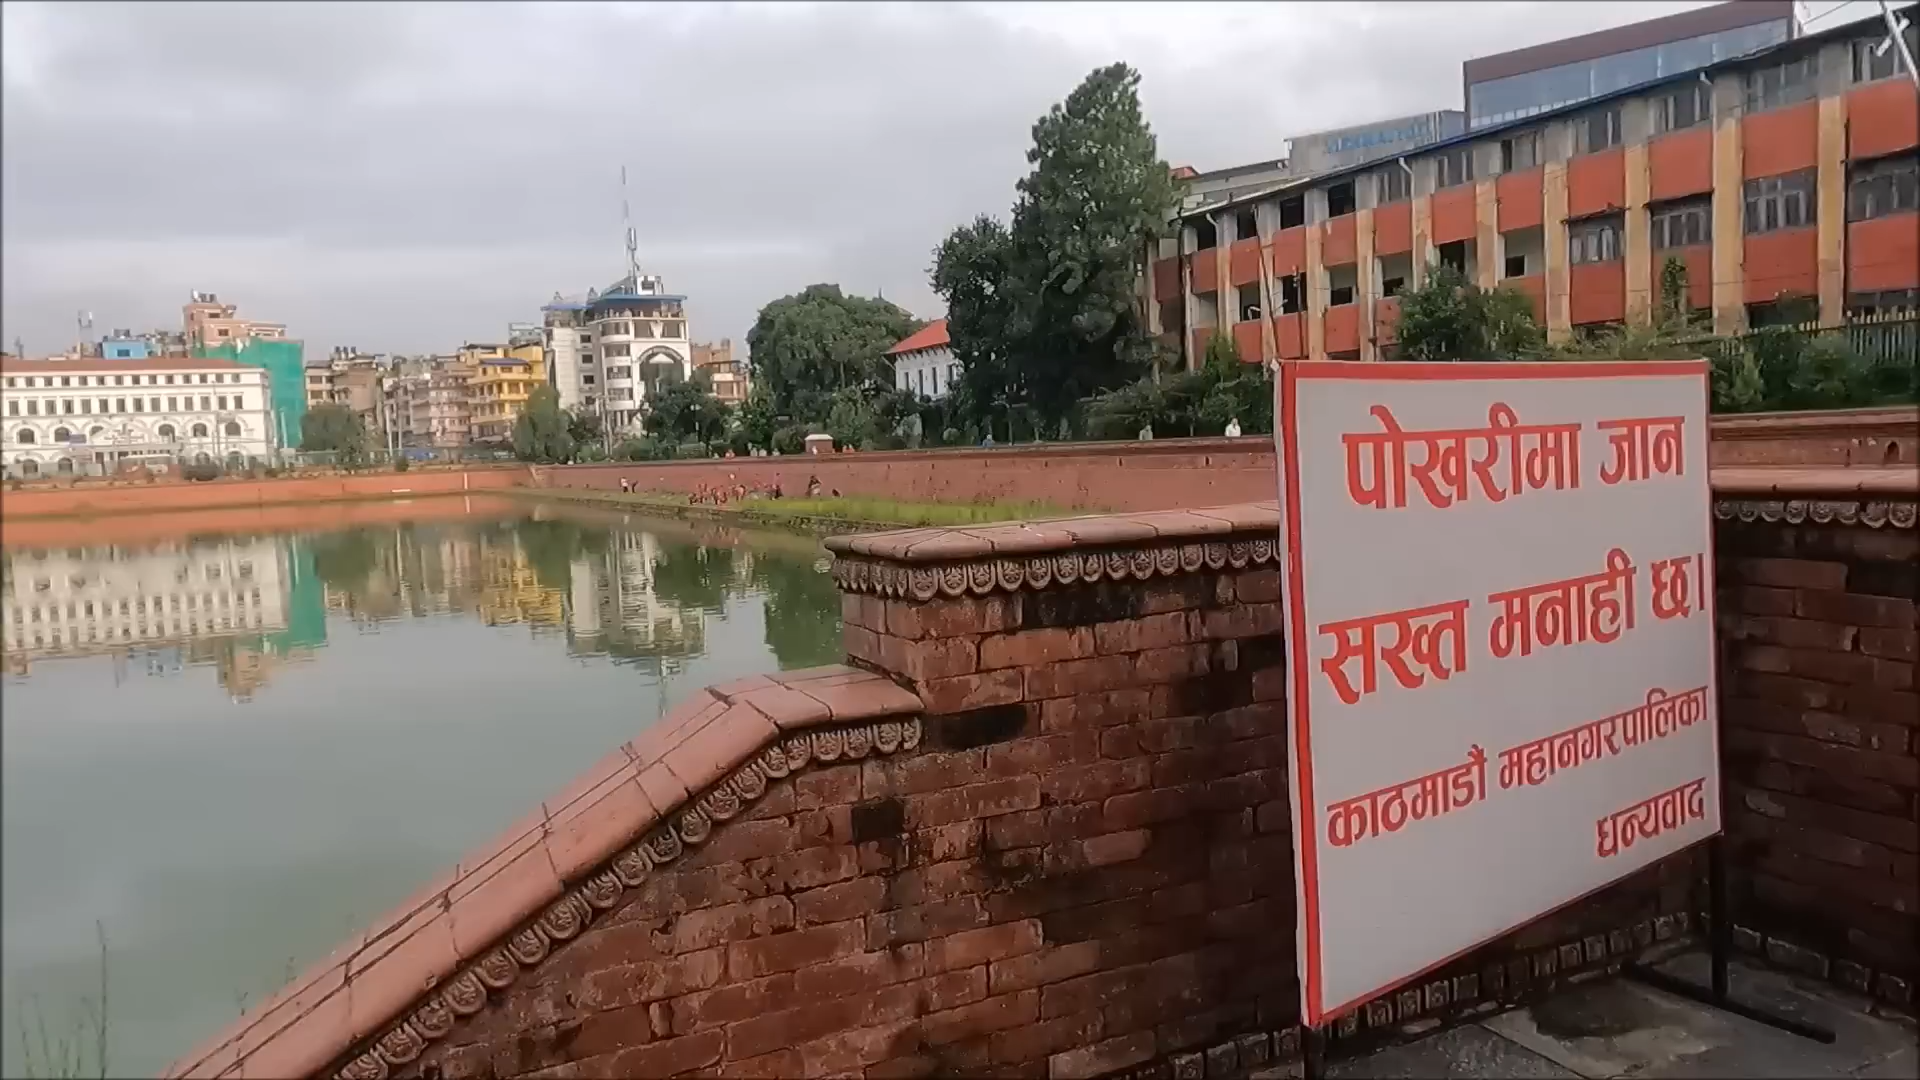 पोखरीमा जान
सख्त मनाही छ।
काठमाडौं महानगरपालिका
धन्यवाद